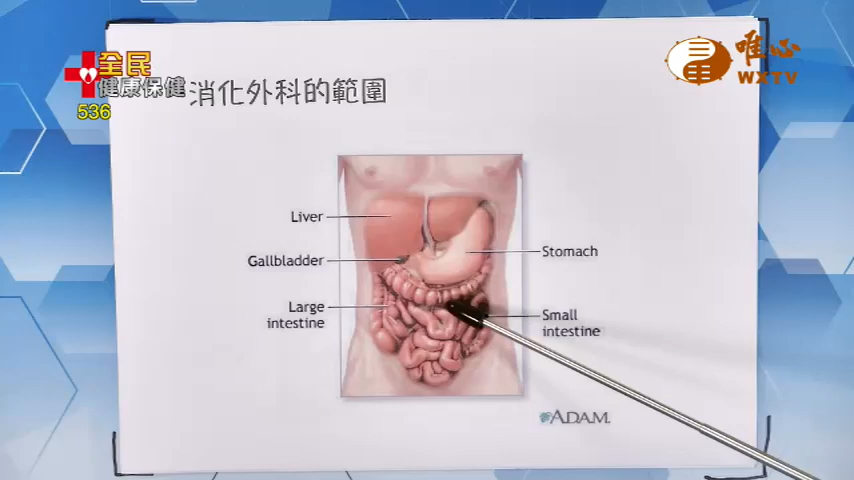 全民
健康保健
536
唯心
WXTV
消化外科的範圍
Liver
Gallbladder
Large
intestine
Stomach
Small
intestine
ADAM.